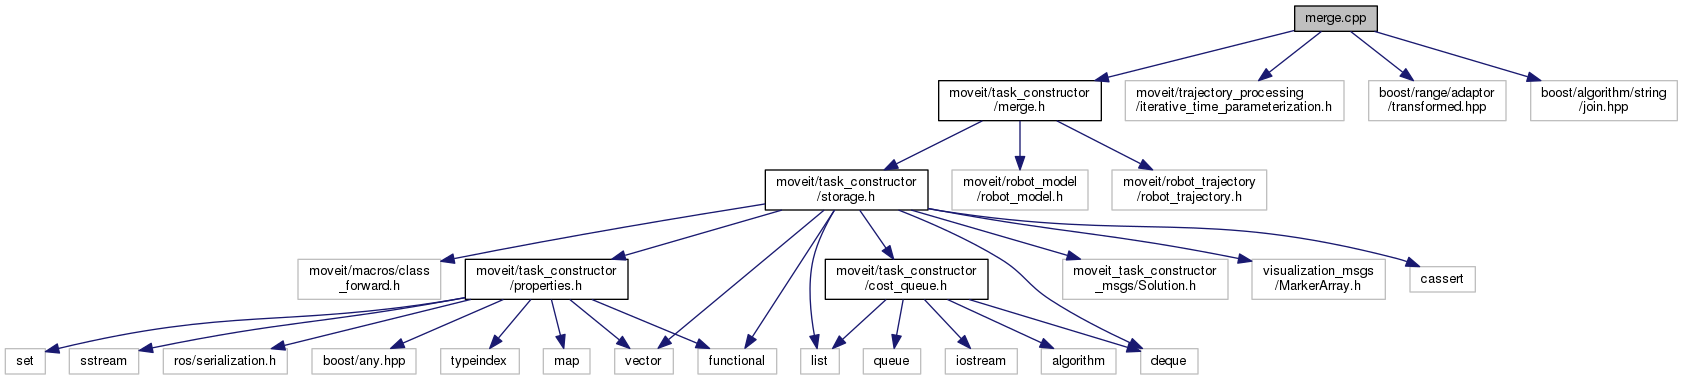 merge.cpp
moveit/task_constructor
/merge.h
moveit/trajectory_processing
/iterative_time_parameterization.h
boost/range/adaptor
/transformed.hpp
boost/algorithm/string
/join.hpp
moveit/task_constructor
/storage.h
moveit/robot_model
/robot_model.h
moveit/robot_trajectory
/robot_trajectory.h
moveit/macros/class
_forward.h
moveit/task_constructor
/properties.h
moveit/task_constructor
/cost_queue.h
moveit_task_constructor
_msgs/Solution.h
visualization_msgs
/MarkerArray.h
cassert
set
sstream
ros/serialization.h
boost/any.hpp
typeindex
map
vector
functional
list
queue
iostream
algorithm
deque